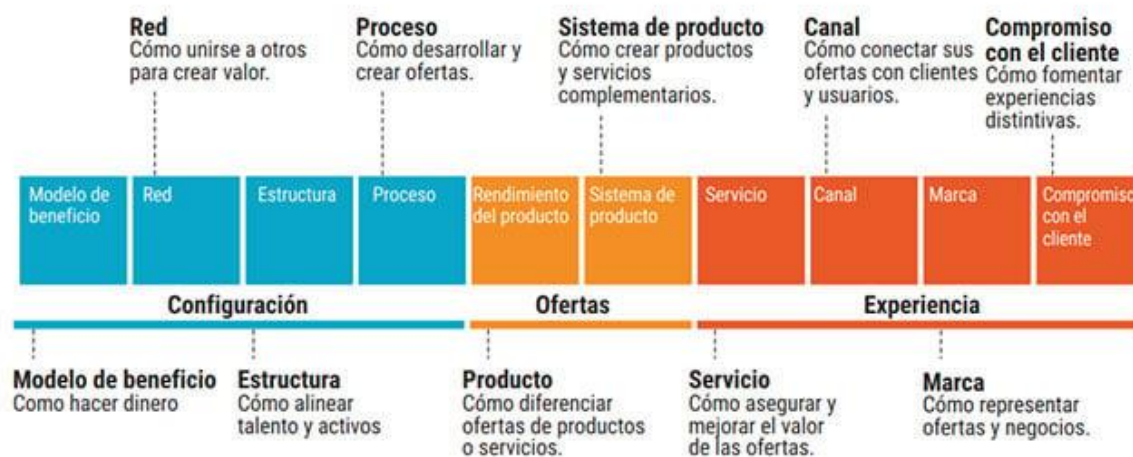 Red
Cómo unirse a otros
para crear valor.
Proceso
Cómo desarrollar y
crear ofertas.
Sistema de producto
Cómo crear productos
y servicios
complementarios.
Canal
Cómo conectar sus
ofertas con clientes
y usuarios.
Compromiso
con el cliente
Cómo fomentar
experiencias
distintivas.
Modelo de
beneficio
Red
Estructura
Proceso
Rendimiento
del producto
Sistema de
producto
Servicio
Canal
Marca
Compromiso
con el
cliente
Configuración
Ofertas
Experiencia
Modelo de beneficio
Como hacer dinero
Estructura
Cómo alinear
talento y activos
Producto
Cómo diferenciar
ofertas de productos
o servicios.
Servicio
Cómo asegurar y
mejorar el valor
de las ofertas.
Marca
Cómo representar
ofertas y negocios.